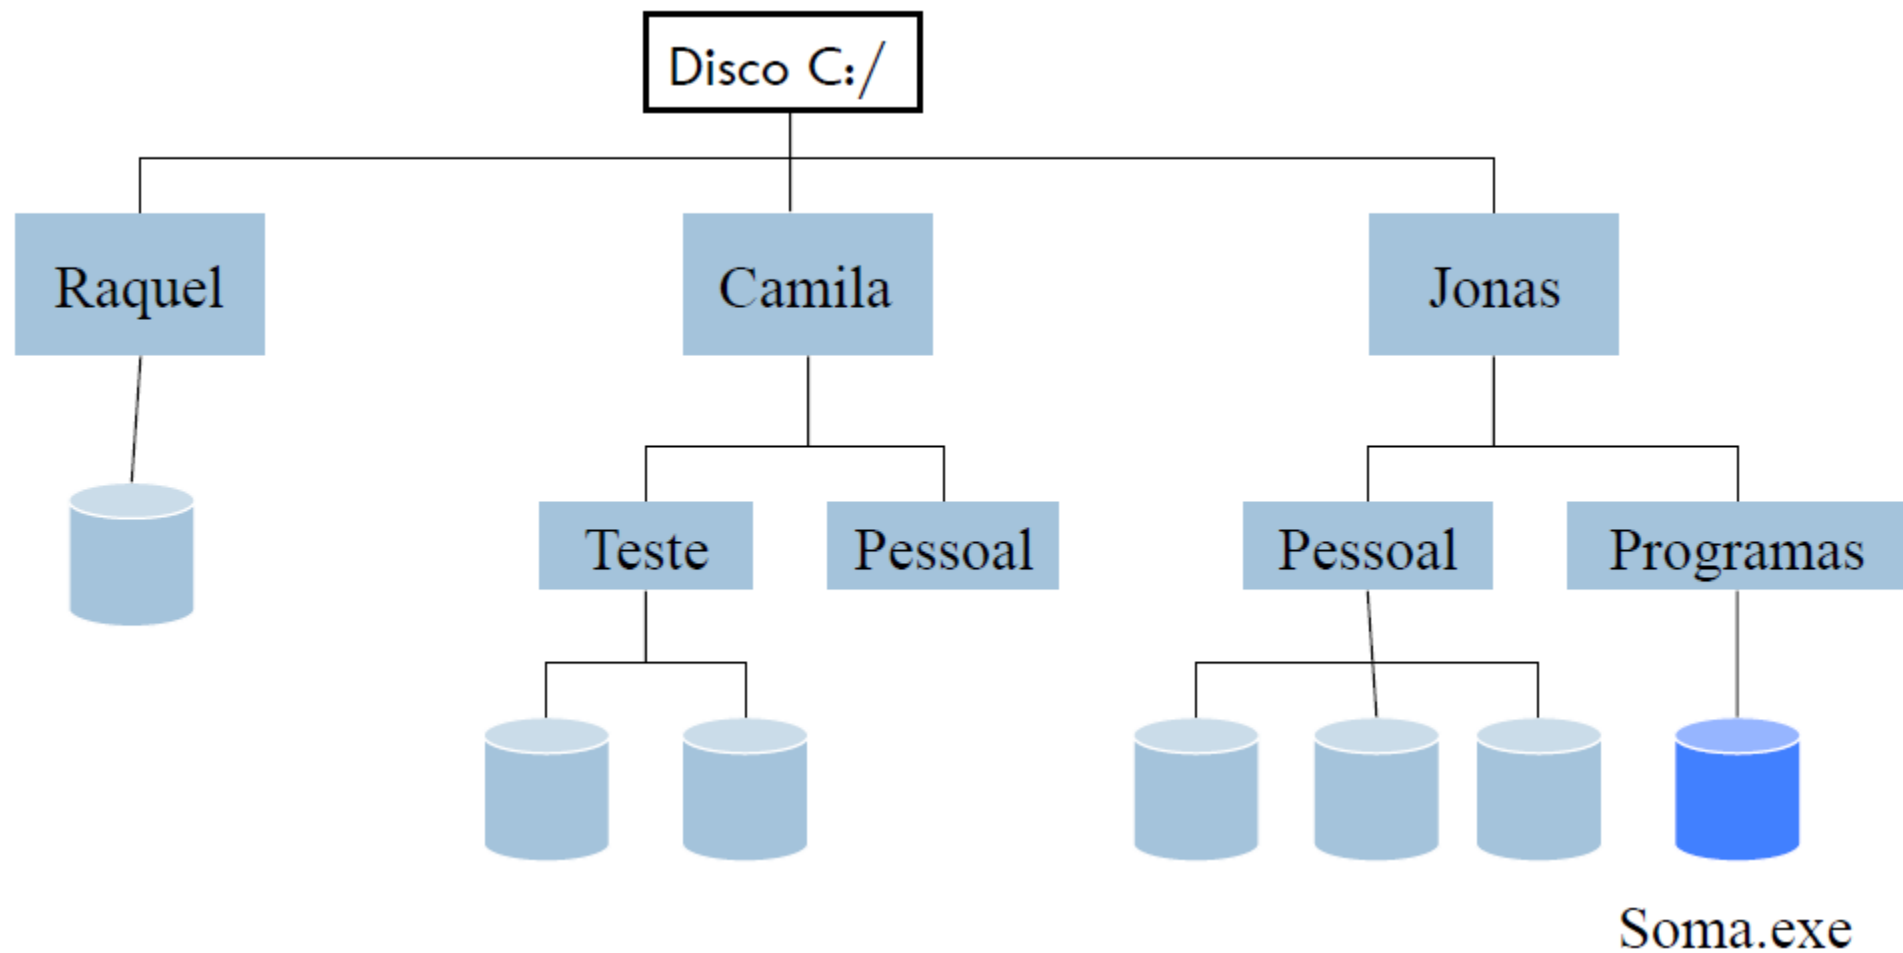 Disco C:/
Raquel
Camila
Jonas
Teste
Pessoal
Pessoal
Programas
Soma.exe